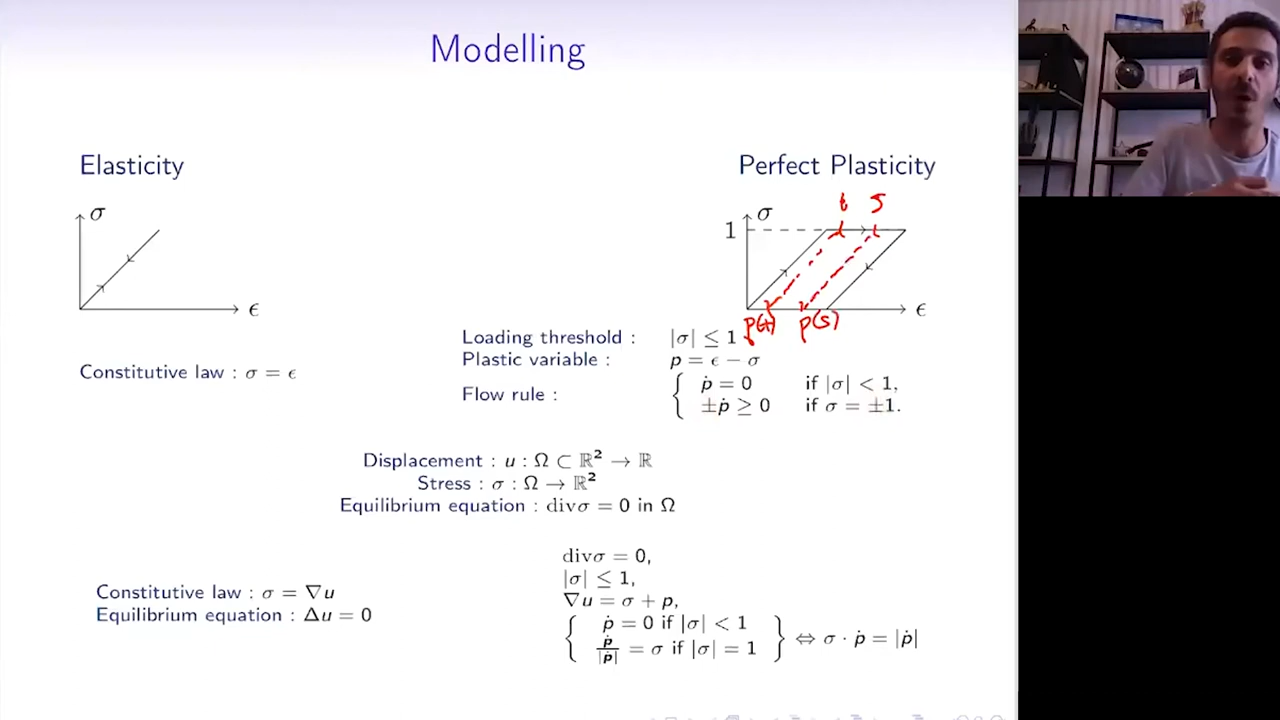 Modelling
Elasticity
σ
ϵ
Constitutive law : σ = ϵ
Perfect Plasticity
t s
1 σ
ϵ
p(t) p(s)
Loading threshold : |σ| ≤ 1
Plastic variable : p = ϵ − σ
Flow rule : { ṗ = 0 if |σ| < 1,
±ṗ ≥ 0 if σ = ±1.
Displacement : u : Ω ⊂ ℝ² → ℝ
Stress : σ : Ω → ℝ²
Equilibrium equation : divσ = 0 in Ω
Constitutive law : σ = ∇u
Equilibrium equation : Δu = 0
divσ = 0,
|σ| ≤ 1,
∇u = σ + p,
{ ṗ = 0 if |σ| < 1
ṗ/|ṗ| = σ if |σ| = 1 } ⇔ σ · ṗ = |ṗ|